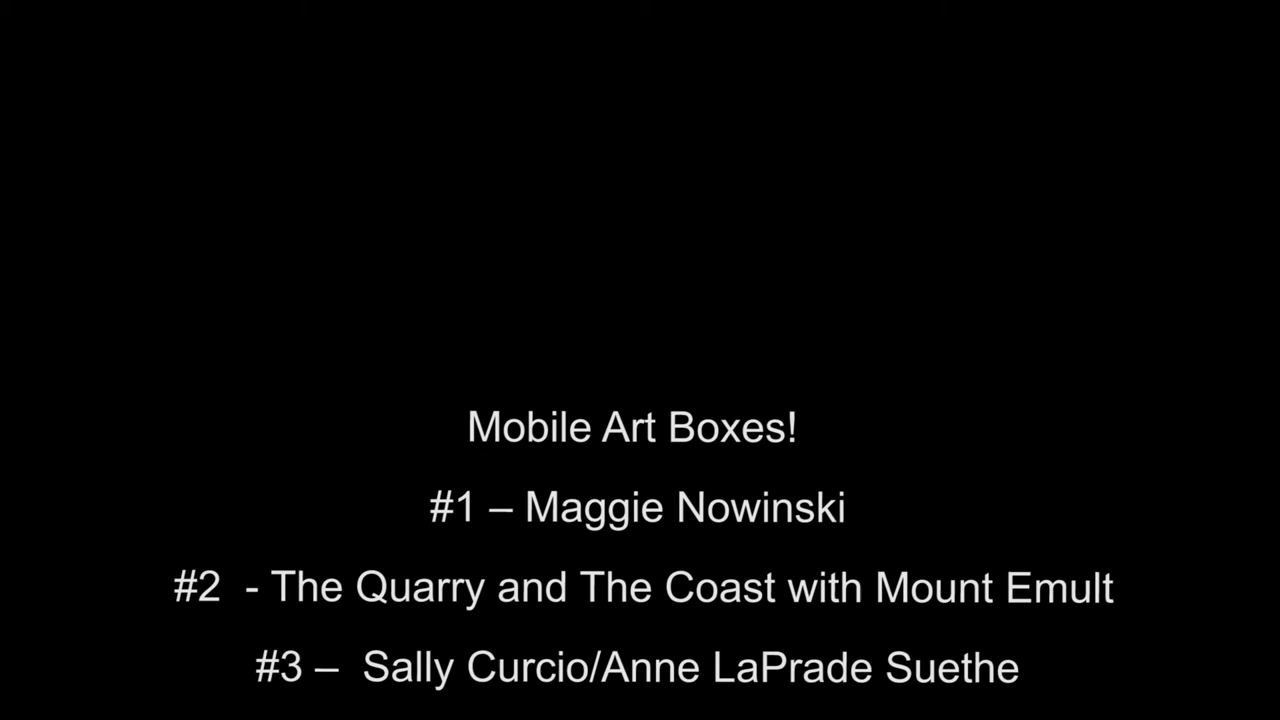 Mobile Art Boxes!
#1 – Maggie Nowinski
#2  - The Quarry and The Coast with Mount Emult
#3 –  Sally Curcio/Anne LaPrade Suethe